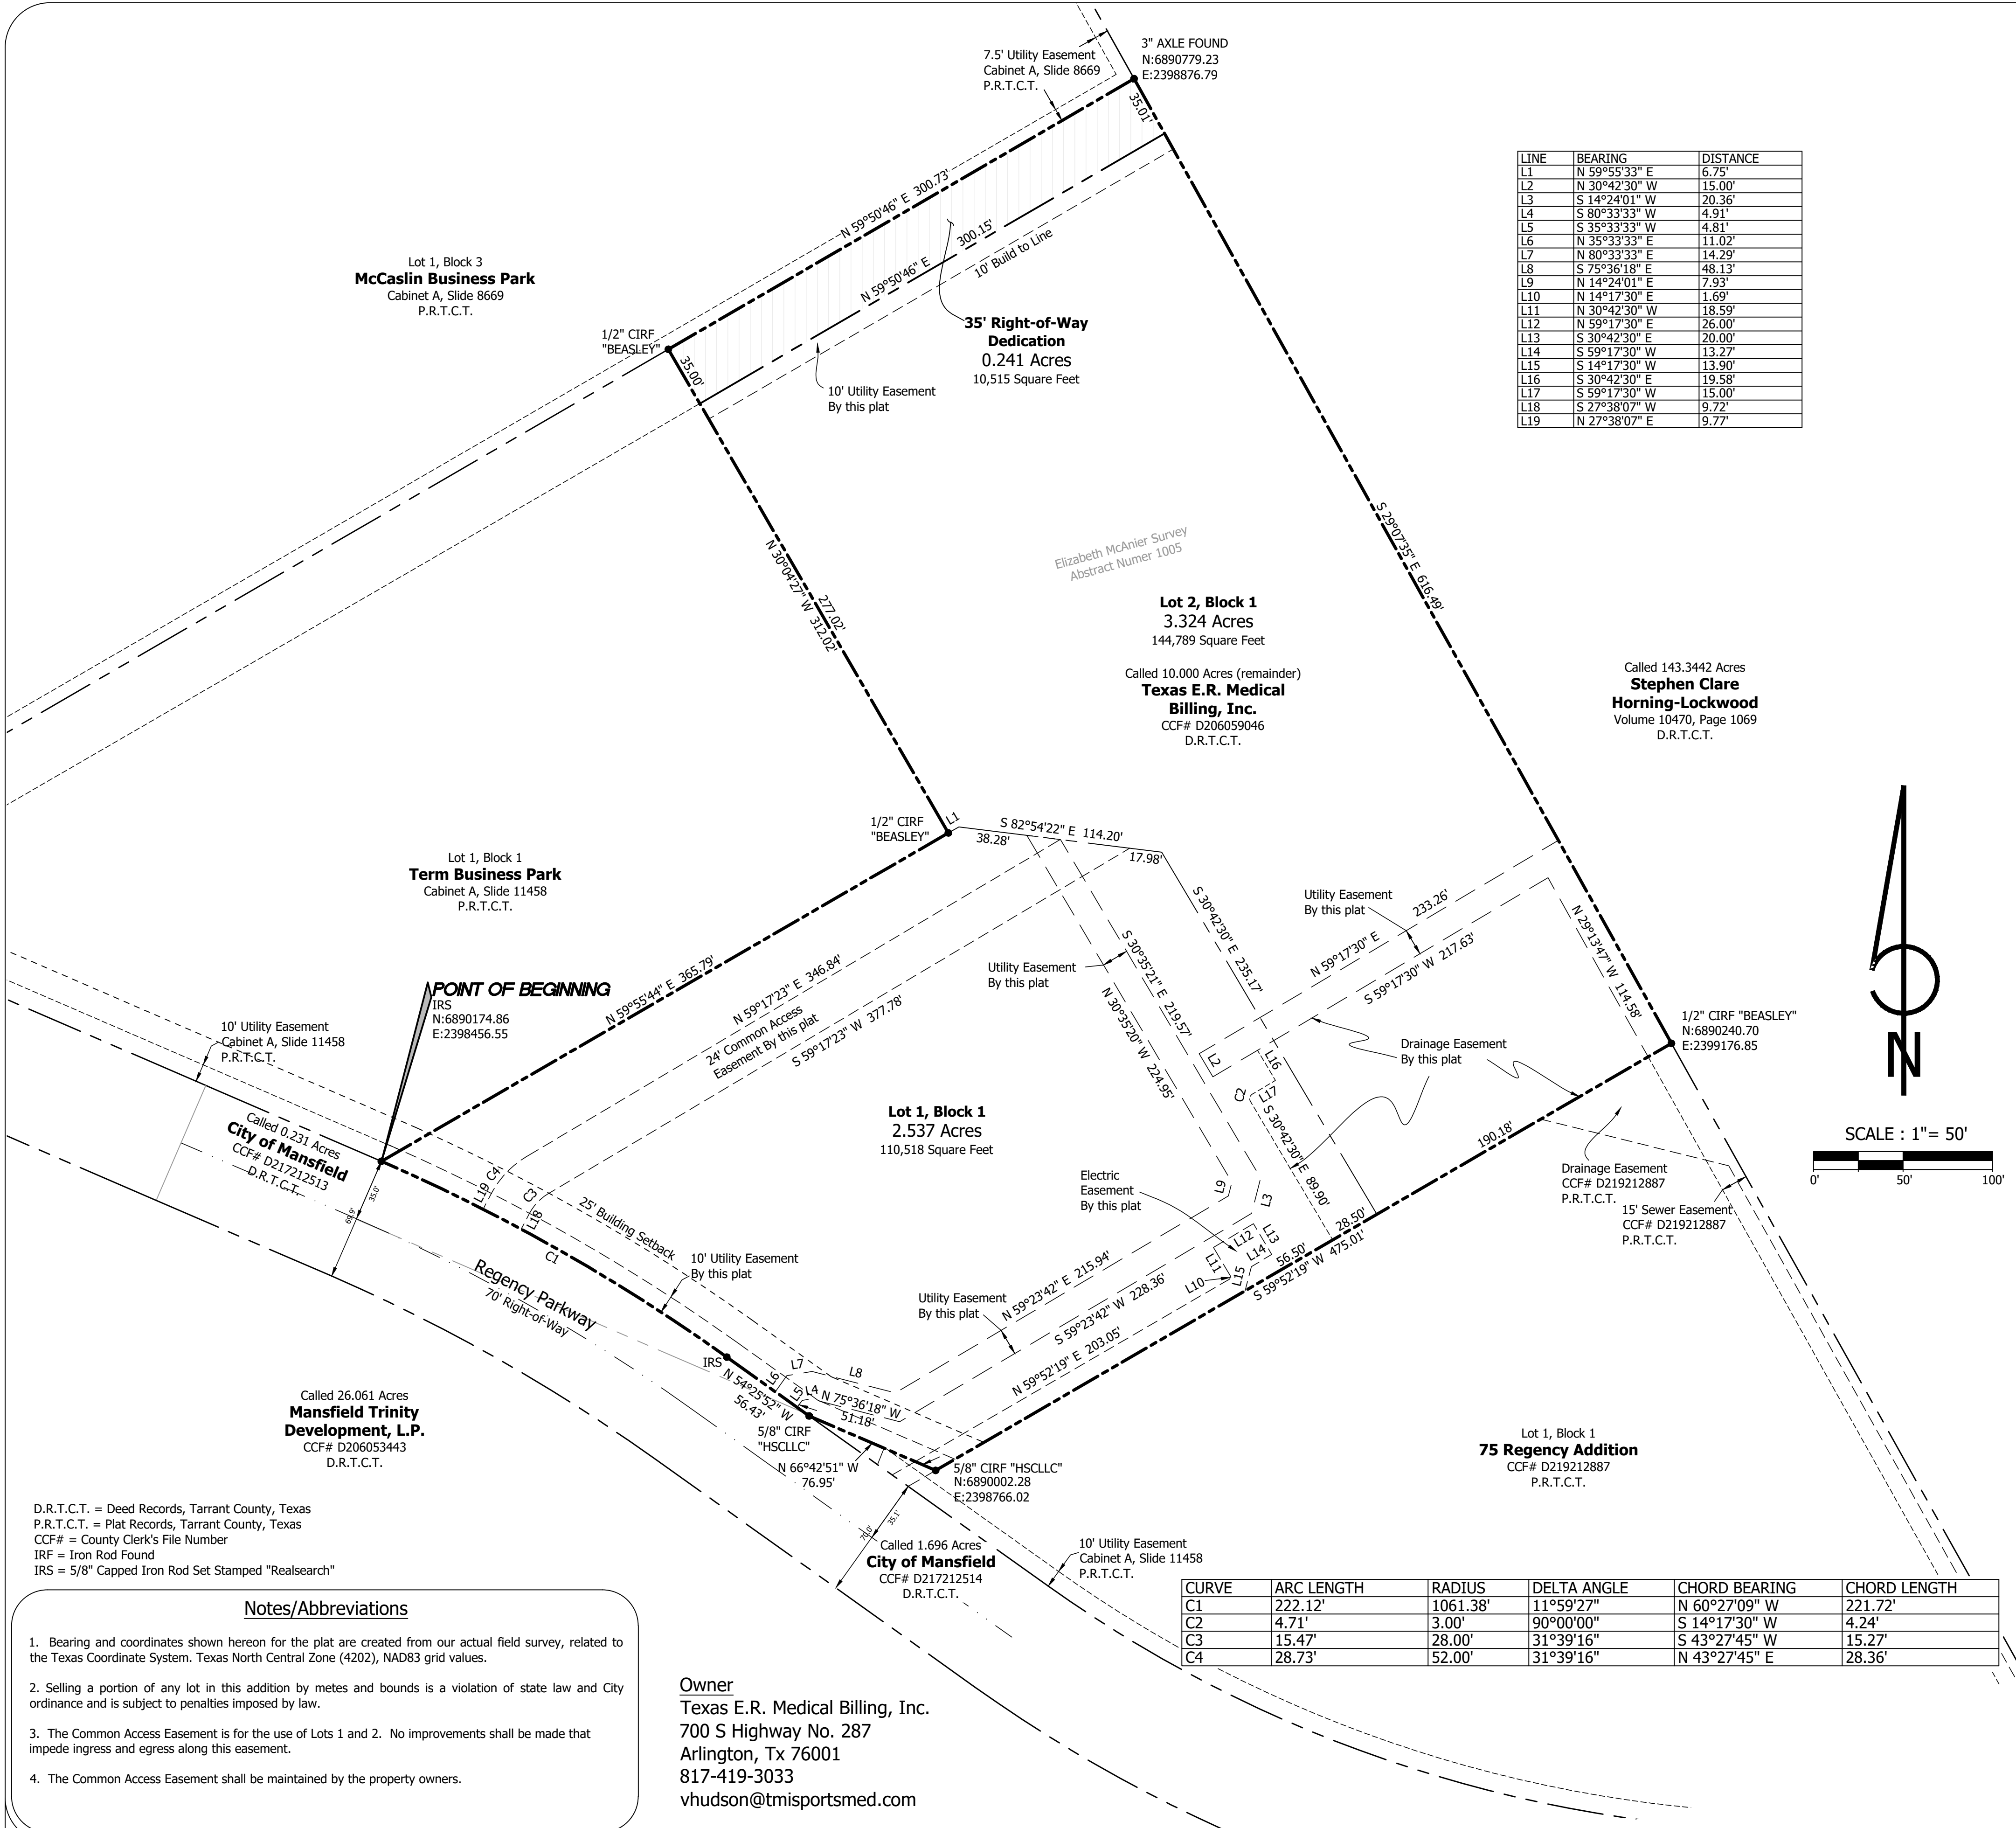 7.5' Utility Easement
Cabinet A, Slide 8669
P.R.T.C.T.
3" AXLE FOUND
N:6890779.23
E:2398876.79
35.01'
N 59°50'46" E 300.73'
N 59°50'46" E 300.15'
10' Build to Line
Lot 1, Block 3
McCaslin Business Park
Cabinet A, Slide 8669
P.R.T.C.T.
1/2" CIRF
"BEASLEY"
35.00'
35' Right-of-Way
Dedication
0.241 Acres
10,515 Square Feet
10' Utility Easement
By this plat
LINE BEARING DISTANCE
L1 N 59°55'33" E 6.75'
L2 N 30°42'30" W 15.00'
L3 S 14°24'01" W 20.36'
L4 S 80°33'33" W 4.91'
L5 S 35°33'33" W 4.81'
L6 N 35°33'33" E 11.02'
L7 N 80°33'33" E 14.29'
L8 S 75°36'18" E 48.13'
L9 N 14°24'01" E 7.93'
L10 N 14°17'30" E 1.69'
L11 N 30°42'30" W 18.59'
L12 N 59°17'30" E 26.00'
L13 S 30°42'30" E 20.00'
L14 S 59°17'30" W 13.27'
L15 S 14°17'30" W 13.90'
L16 S 30°42'30" E 19.58'
L17 S 59°17'30" W 15.00'
L18 S 27°38'07" W 9.72'
L19 N 27°38'07" E 9.77'
277.02'
N 30°04'27" W 312.02'
Elizabeth McAnier Survey
Abstract Numer 1005
S 29°07'35" E 616.49'
Lot 2, Block 1
3.324 Acres
144,789 Square Feet
Called 10.000 Acres (remainder)
Texas E.R. Medical
Billing, Inc.
CCF# D206059046
D.R.T.C.T.
Called 143.3442 Acres
Stephen Clare
Horning-Lockwood
Volume 10470, Page 1069
D.R.T.C.T.
1/2" CIRF
"BEASLEY"
L1
S 82°54'22" E 114.20'
38.28'
17.98'
Lot 1, Block 1
Term Business Park
Cabinet A, Slide 11458
P.R.T.C.T.
Utility Easement
By this plat
233.26'
N 59°17'30" E
S 59°17'30" W 217.63'
N 29°13'47" W 114.58'
S 30°42'30" E 235.17'
S 30°35'21" E 219.57'
N 30°35'20" W 224.95'
Utility Easement
By this plat
N 59°55'44" E 365.79'
N 59°17'23" E 346.84'
24' Common Access
Easement By this plat
S 59°17'23" W 377.78'
POINT OF BEGINNING
IRS
N:6890174.86
E:2398456.55
10' Utility Easement
Cabinet A, Slide 11458
P.R.T.C.T.
1/2" CIRF "BEASLEY"
N:6890240.70
E:2399176.85
N
Drainage Easement
By this plat
L2
L16
C2
L17
S 30°42'30" E 89.90'
Lot 1, Block 1
2.537 Acres
110,518 Square Feet
Called 0.231 Acres
City of Mansfield
CCF# D217212513
D.R.T.C.T.
35.0'
69.9'
SCALE : 1"= 50'
0' 50' 100'
190.18'
Drainage Easement
CCF# D219212887
P.R.T.C.T.
15' Sewer Easement
CCF# D219212887
P.R.T.C.T.
Electric
Easement
By this plat
L9
L3
L19
C4
C3
L18
25' Building Setback
C1
28.50'
56.50'
S 59°52'19" W 475.01'
L12
L13
L14
L11
L10
L15
10' Utility Easement
By this plat
Regency Parkway
70' Right-of-Way
N 59°23'42" E 215.94'
S 59°23'42" W 228.36'
N 59°52'19" E 203.05'
Utility Easement
By this plat
IRS
L7
L8
L6
L5
L4
N 75°36'18" W
51.18'
N 54°25'52" W
56.43'
5/8" CIRF
"HSCLLC"
N 66°42'51" W
76.95'
5/8" CIRF "HSCLLC"
N:6890002.28
E:2398766.02
Called 26.061 Acres
Mansfield Trinity
Development, L.P.
CCF# D206053443
D.R.T.C.T.
Lot 1, Block 1
75 Regency Addition
CCF# D219212887
P.R.T.C.T.
35.1'
70.0'
Called 1.696 Acres
City of Mansfield
CCF# D217212514
D.R.T.C.T.
10' Utility Easement
Cabinet A, Slide 11458
P.R.T.C.T.
D.R.T.C.T. = Deed Records, Tarrant County, Texas
P.R.T.C.T. = Plat Records, Tarrant County, Texas
CCF# = County Clerk's File Number
IRF = Iron Rod Found
IRS = 5/8" Capped Iron Rod Set Stamped "Realsearch"
CURVE ARC LENGTH RADIUS DELTA ANGLE CHORD BEARING CHORD LENGTH
C1 222.12' 1061.38' 11°59'27" N 60°27'09" W 221.72'
C2 4.71' 3.00' 90°00'00" S 14°17'30" W 4.24'
C3 15.47' 28.00' 31°39'16" S 43°27'45" W 15.27'
C4 28.73' 52.00' 31°39'16" N 43°27'45" E 28.36'
Notes/Abbreviations
1. Bearing and coordinates shown hereon for the plat are created from our actual field survey, related to
the Texas Coordinate System. Texas North Central Zone (4202), NAD83 grid values.
2. Selling a portion of any lot in this addition by metes and bounds is a violation of state law and City
ordinance and is subject to penalties imposed by law.
3. The Common Access Easement is for the use of Lots 1 and 2. No improvements shall be made that
impede ingress and egress along this easement.
4. The Common Access Easement shall be maintained by the property owners.
Owner
Texas E.R. Medical Billing, Inc.
700 S Highway No. 287
Arlington, Tx 76001
817-419-3033
vhudson@tmisportsmed.com